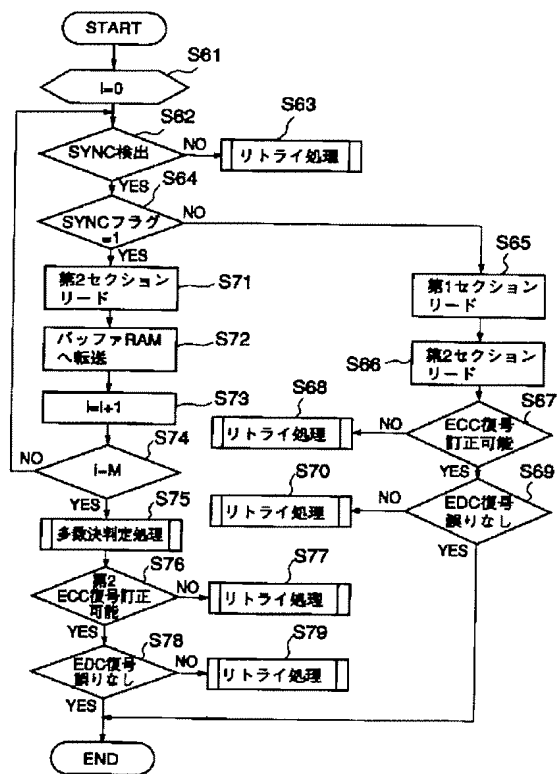 START
S61
i=0
S62
SYNC検出
NO
S63
リトライ処理
YES
S64
SYNCフラグ
=1
NO
YES
S65
第1セクション
リード
S71
第2セクション
リード
S66
第2セクション
リード
S72
バッファRAM
へ転送
S67
ECC復号
訂正可能
NO
S68
リトライ処理
YES
S73
i=i+1
S69
EDC復号
誤りなし
NO
S70
リトライ処理
YES
S74
i=M
NO
YES
S75
多数決判定処理
S76
第2
ECC復号訂正
可能
NO
S77
リトライ処理
YES
S78
EDC復号
誤りなし
NO
S79
リトライ処理
YES
END